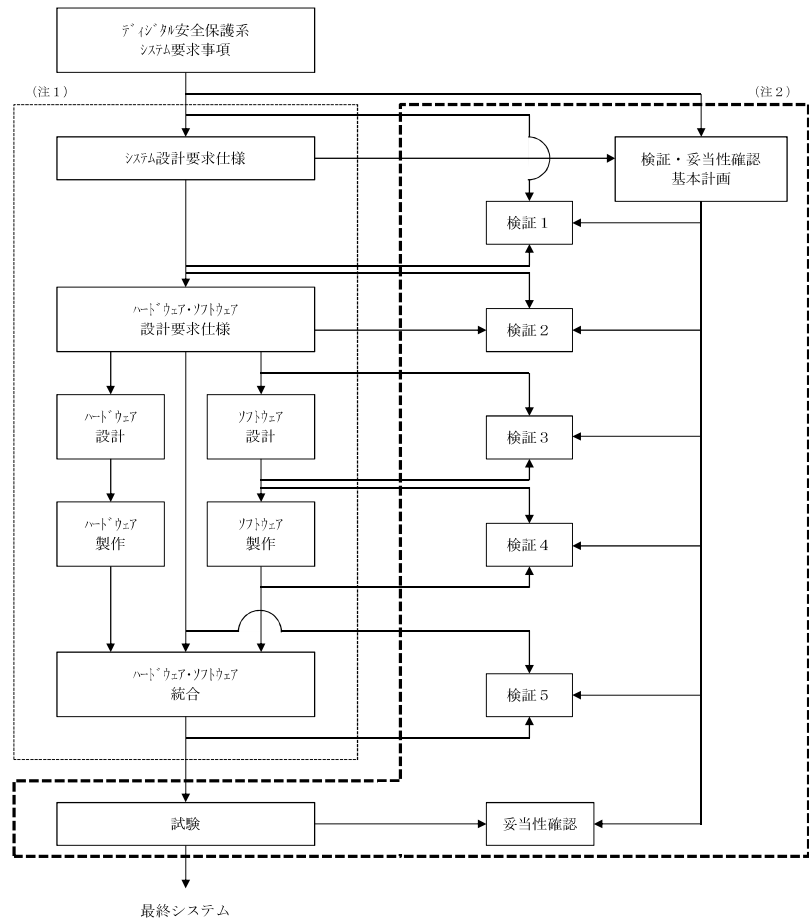 ﾃﾞｨｼﾞﾀﾙ安全保護系
ｼｽﾃﾑ要求事項
(注1)
(注2)
ｼｽﾃﾑ設計要求仕様
検証・妥当性確認
基本計画
検証1
ﾊｰﾄﾞｳｪｱ・ｿﾌﾄｳｪｱ
設計要求仕様
検証2
ﾊｰﾄﾞｳｪｱ
設計
ｿﾌﾄｳｪｱ
設計
検証3
ﾊｰﾄﾞｳｪｱ
製作
ｿﾌﾄｳｪｱ
製作
検証4
ﾊｰﾄﾞｳｪｱ・ｿﾌﾄｳｪｱ
統合
検証5
試験
妥当性確認
最終システム